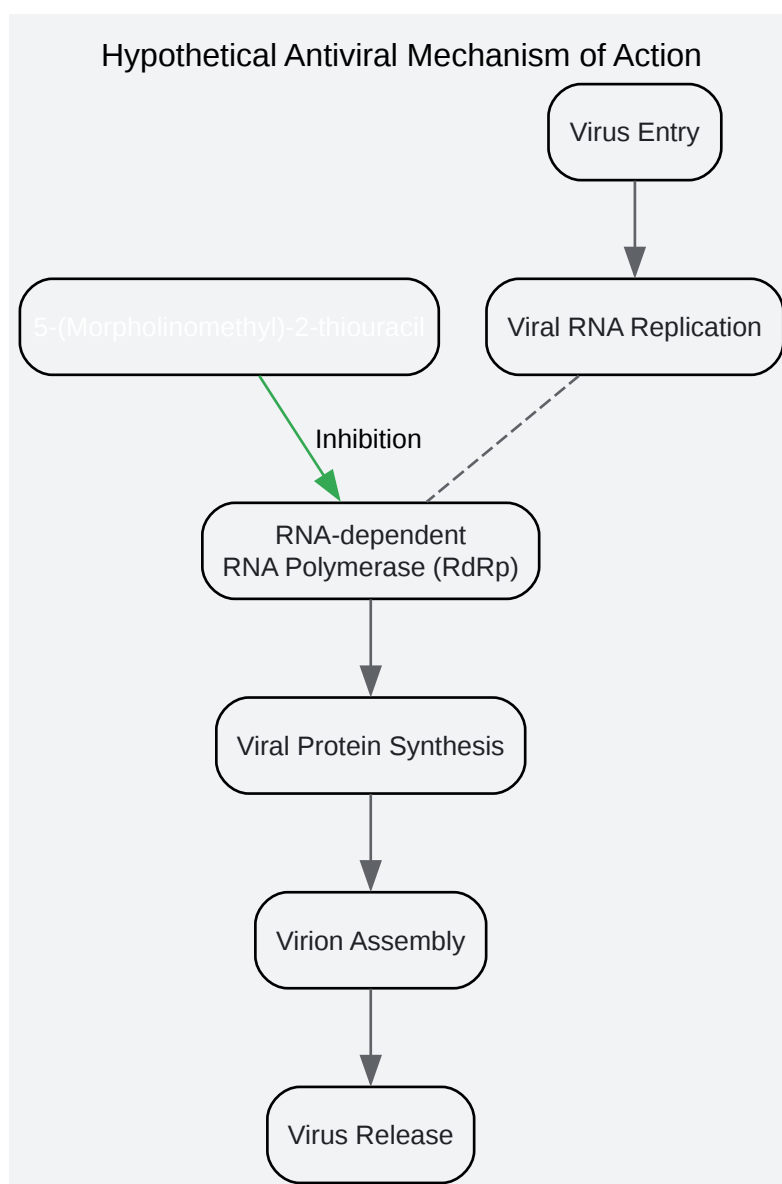 Hypothetical Antiviral Mechanism of Action
Virus Entry
5-(Morpholinomethyl)-2-thiouracil
Viral RNA Replication
Inhibition
RNA-dependent
RNA Polymerase (RdRp)
Viral Protein Synthesis
Virion Assembly
Virus Release